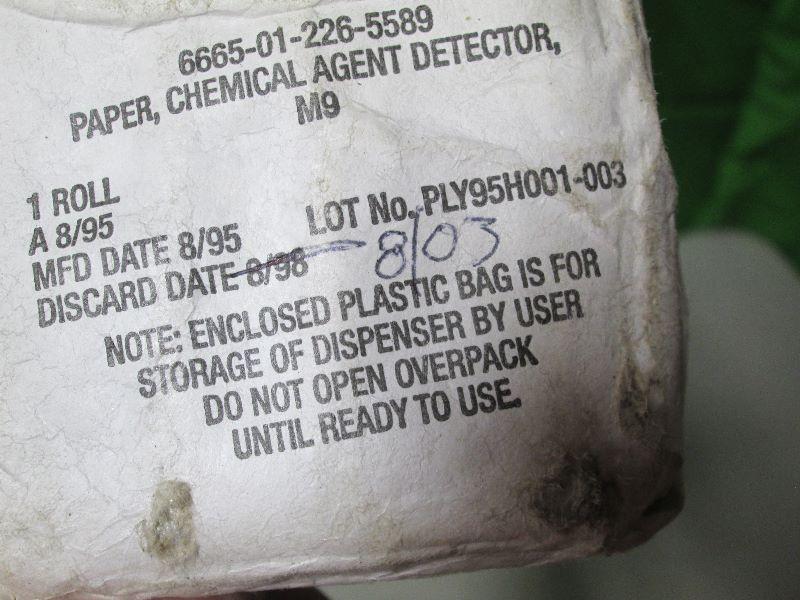 6665-01-226-5589
PAPER, CHEMICAL AGENT DETECTOR,
M9
1 ROLL
A 8/95
LOT No. PLY95H001-003
MFD DATE 8/95
DISCARD DATE 8/98 8/03
NOTE: ENCLOSED PLASTIC BAG IS FOR
STORAGE OF DISPENSER BY USER
DO NOT OPEN OVERPACK
UNTIL READY TO USE.